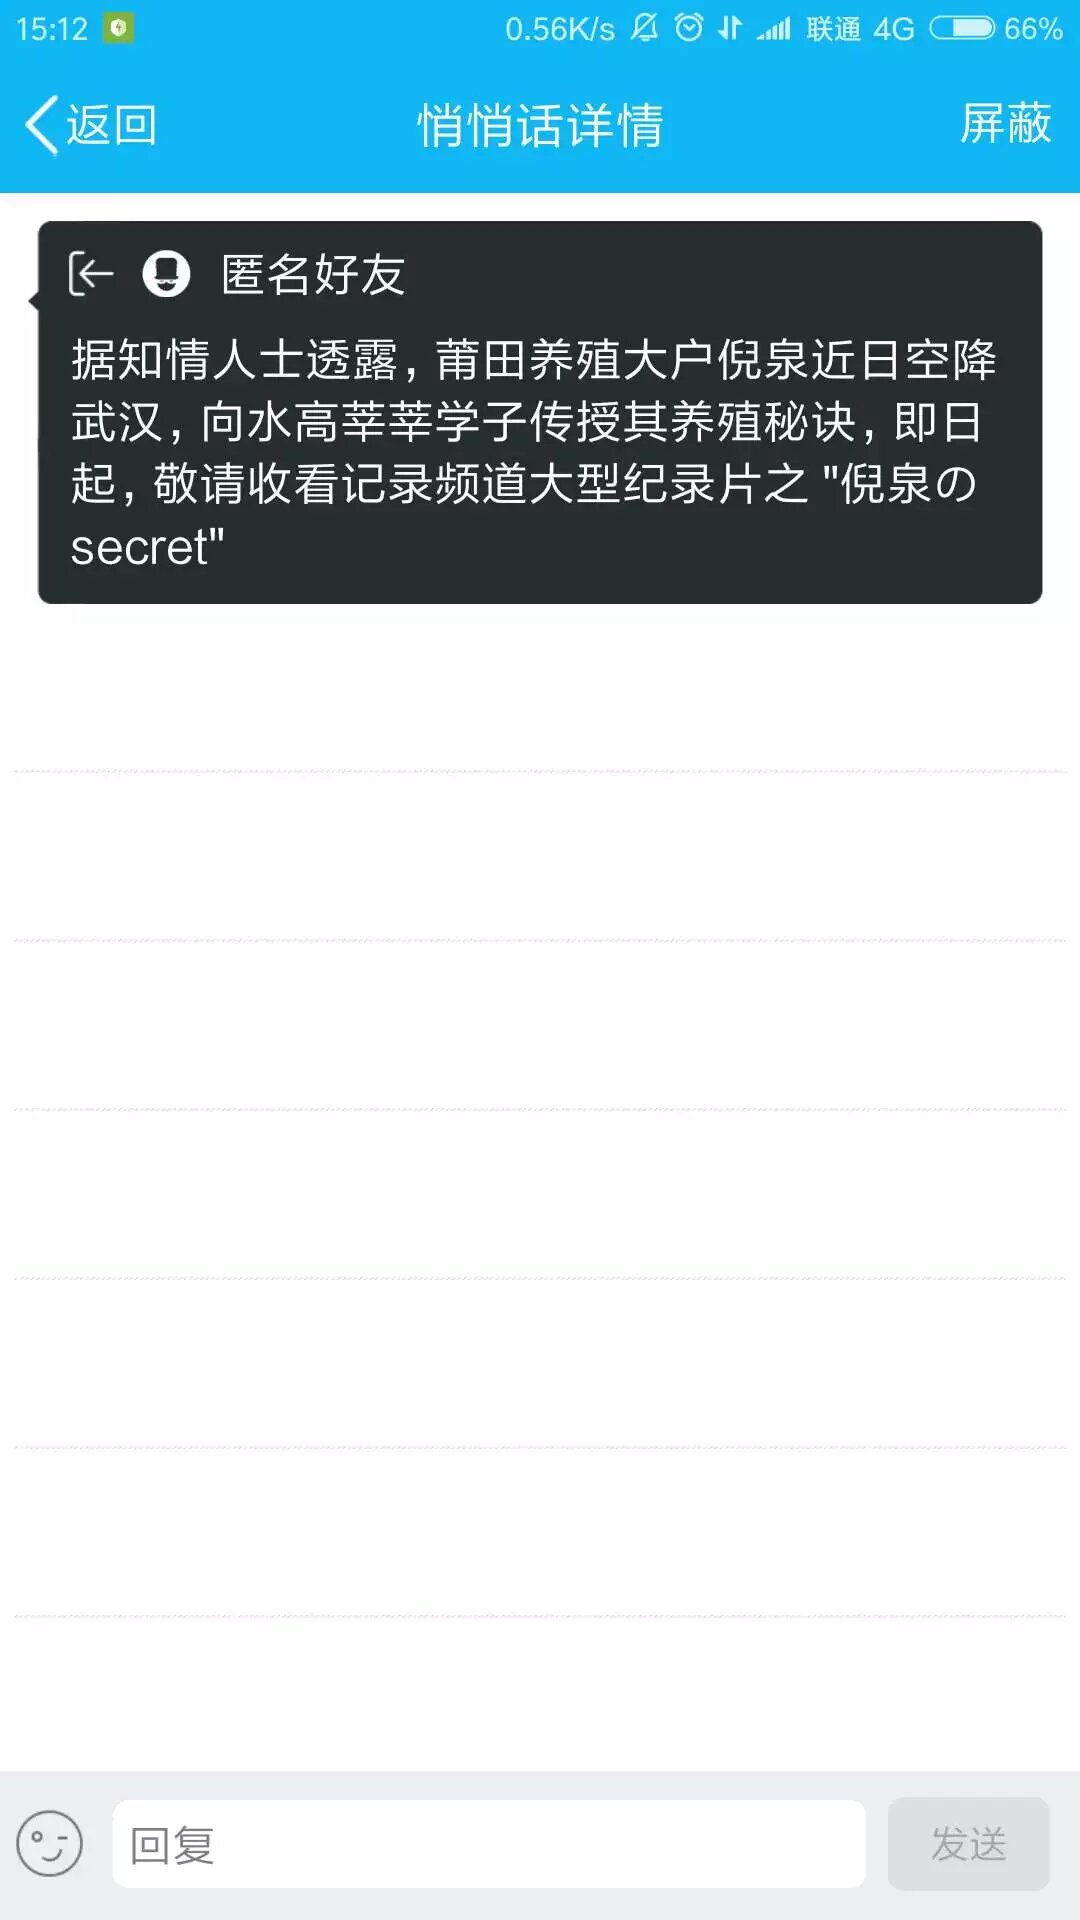 15:12 0.56K/s 联通 4G 66%
返回 悄悄话详情 屏蔽
匿名好友
据知情人士透露,莆田养殖大户倪泉近日空降
武汉,向水高莘莘学子传授其养殖秘诀,即日
起,敬请收看记录频道大型纪录片之 "倪泉の
secret"
回复 发送